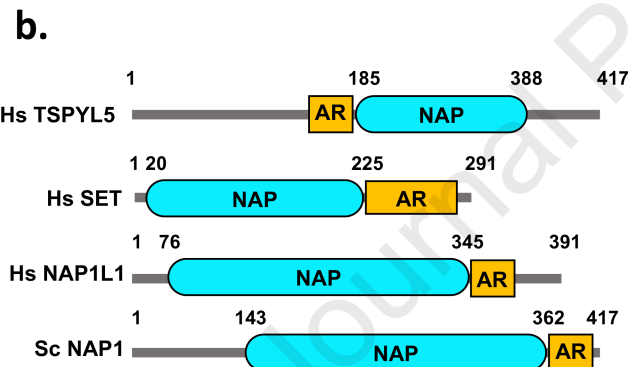 b.
1 185 388 417
Hs TSPYL5 AR NAP
1 20 225 291
Hs SET NAP AR
1 76 345 391
Hs NAP1L1 NAP AR
1 143 362 417
Sc NAP1 NAP AR
Journal P